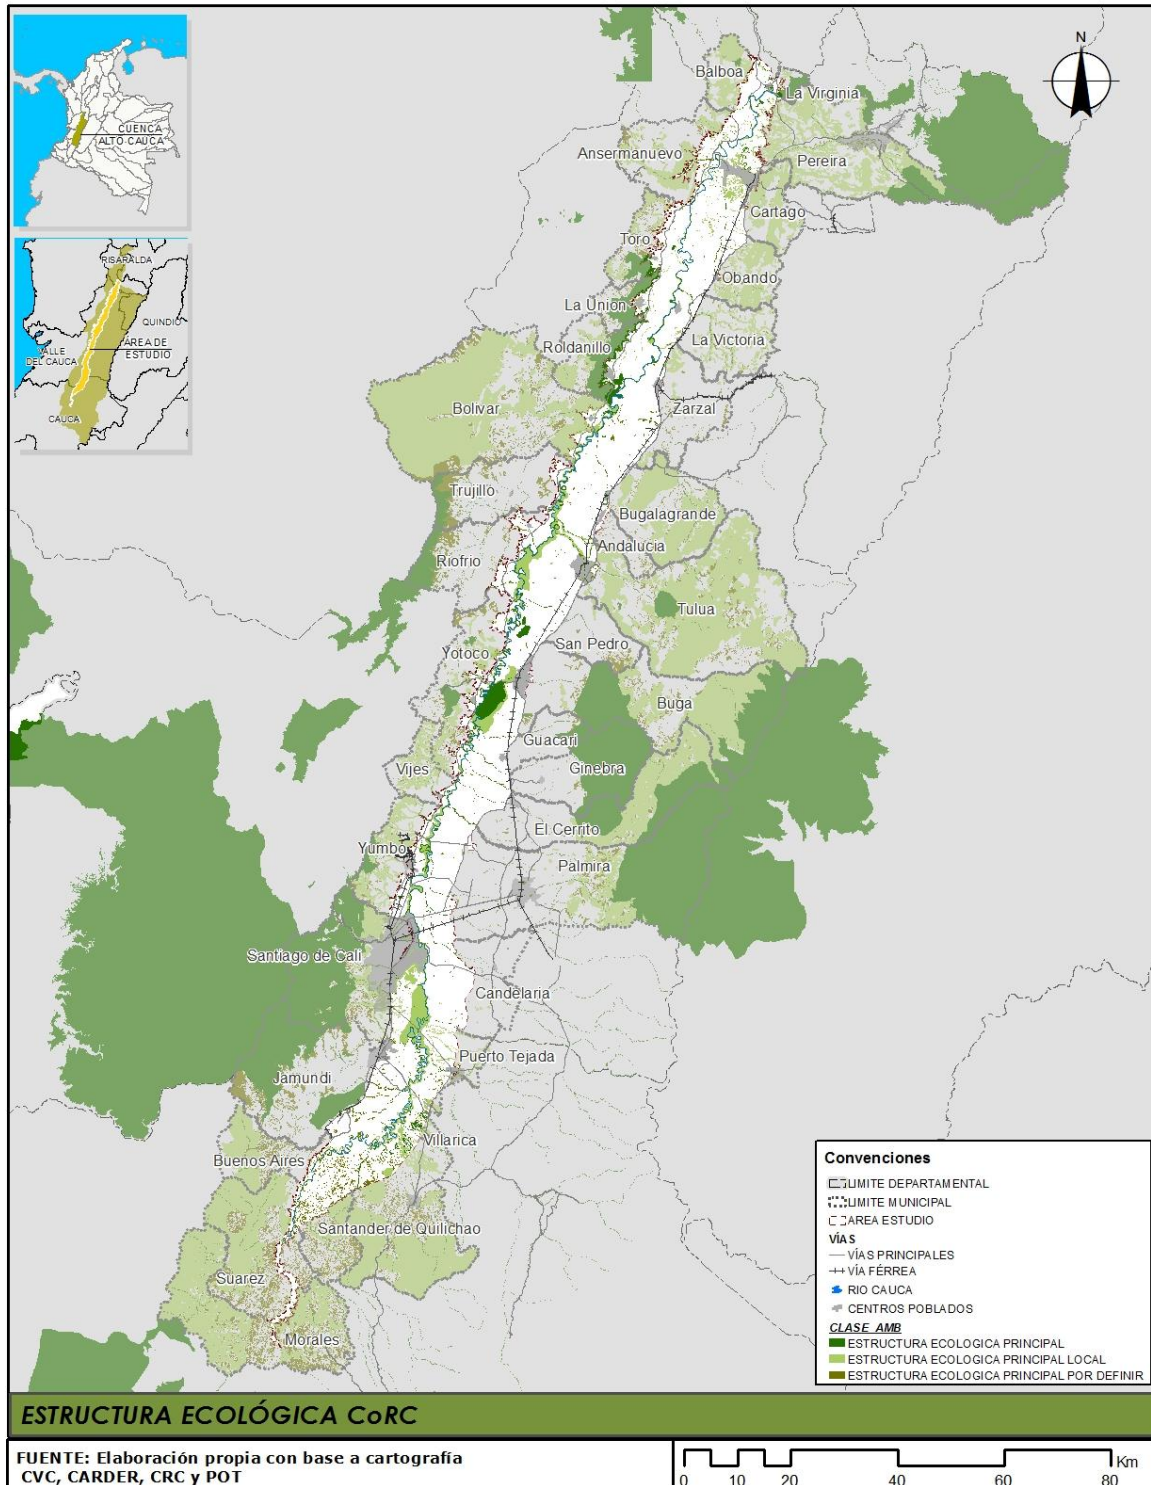 CUENCA
ALTO CAUCA
RISARALDA
QUINDIO
ÁREA DE
ESTUDIO
VALLE
DEL CAUCA
CAUCA
N
Balboa
La Virginia
Ansermanuevo
Pereira
Cartago
Toro
Obando
La Unión
La Victoria
Roldanillo
Bolivar
Zarzal
Trujillo
Bugalagrande
Andalucia
Riofrio
Tulua
San Pedro
Yotoco
Buga
Guacari
Vijes
Ginebra
El Cerrito
Yumbo
Palmira
Santiago de Cali
Candelaria
Puerto Tejada
Jamundi
Villarica
Buenos Aires
Santander de Quilichao
Suarez
Morales
Convenciones
LIMITE DEPARTAMENTAL
LIMITE MUNICIPAL
AREA ESTUDIO
VÍAS
VÍAS PRINCIPALES
VÍA FÉRREA
RIO CAUCA
CENTROS POBLADOS
CLASE_AMB
ESTRUCTURA ECOLOGICA PRINCIPAL
ESTRUCTURA ECOLOGICA PRINCIPAL LOCAL
ESTRUCTURA ECOLOGICA PRINCIPAL POR DEFINIR
ESTRUCTURA ECOLÓGICA CoRC
FUENTE: Elaboración propia con base a cartografía
CVC, CARDER, CRC y POT
Km
0 10 20 40 60 80